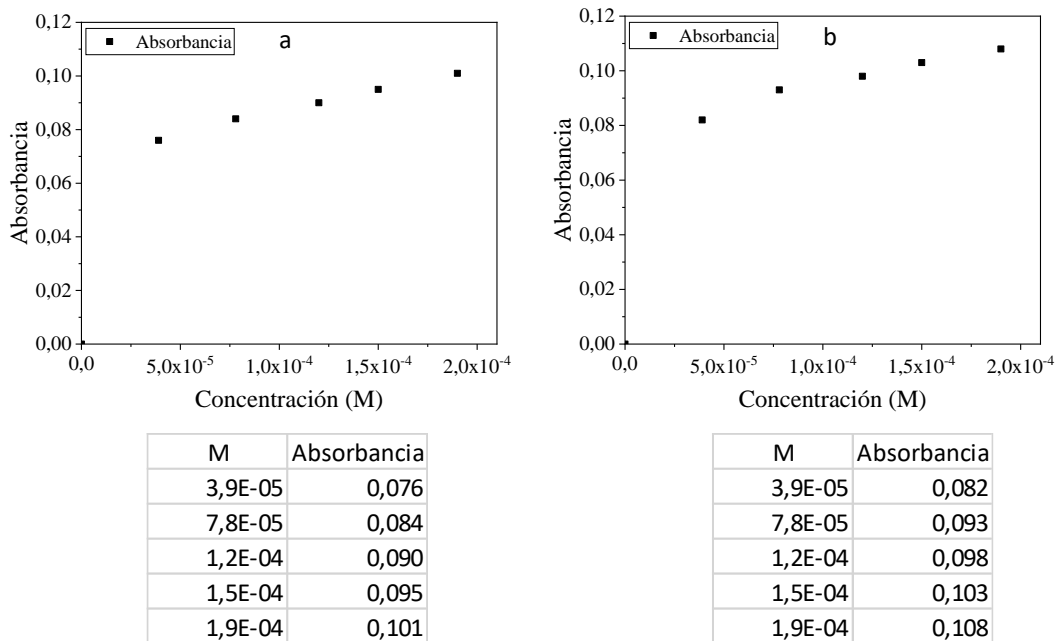 0,12
Absorbancia a
0,10
0,08
0,06
0,04
0,02
0,00
Absorbancia
0,0 5,0x10⁻⁵ 1,0x10⁻⁴ 1,5x10⁻⁴ 2,0x10⁻⁴
Concentración (M)
M Absorbancia
3,9E-05 0,076
7,8E-05 0,084
1,2E-04 0,090
1,5E-04 0,095
1,9E-04 0,101
0,12
Absorbancia b
0,10
0,08
0,06
0,04
0,02
0,00
Absorbancia
0,0 5,0x10⁻⁵ 1,0x10⁻⁴ 1,5x10⁻⁴ 2,0x10⁻⁴
Concentración (M)
M Absorbancia
3,9E-05 0,082
7,8E-05 0,093
1,2E-04 0,098
1,5E-04 0,103
1,9E-04 0,108